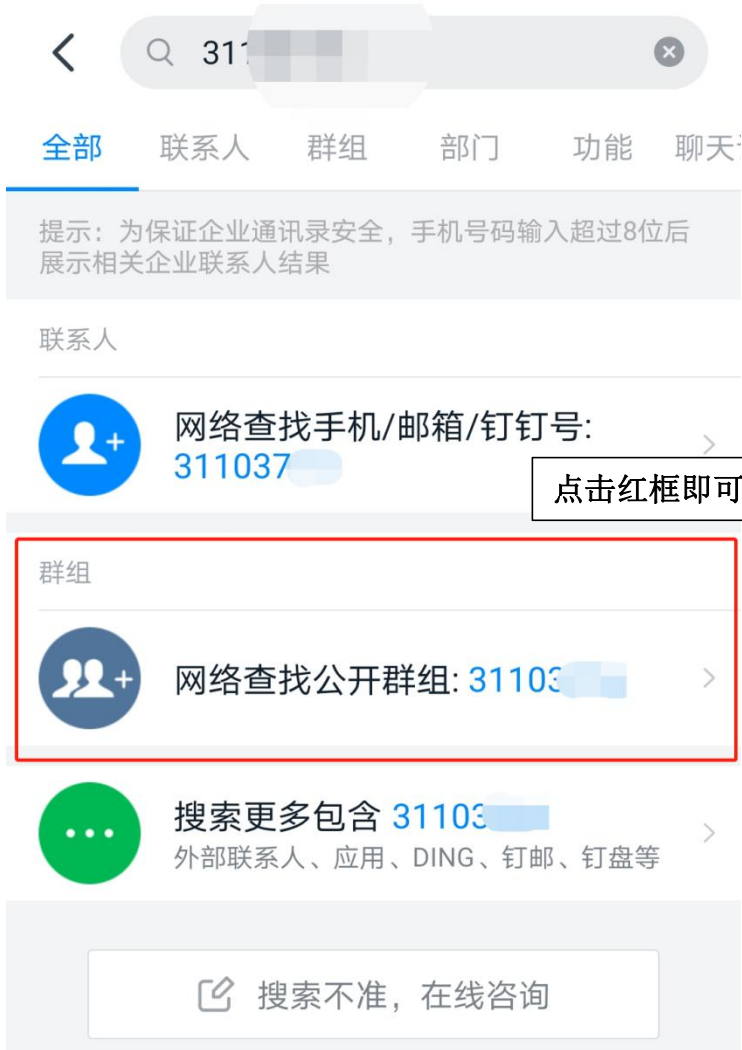 311
全部 联系人 群组 部门 功能 聊天
提示：为保证企业通讯录安全，手机号码输入超过8位后
展示相关企业联系人结果
联系人
网络查找手机/邮箱/钉钉号:
311037
点击红框即可
群组
网络查找公开群组: 31103
搜索更多包含 31103
外部联系人、应用、DING、钉邮、钉盘等
搜索不准，在线咨询